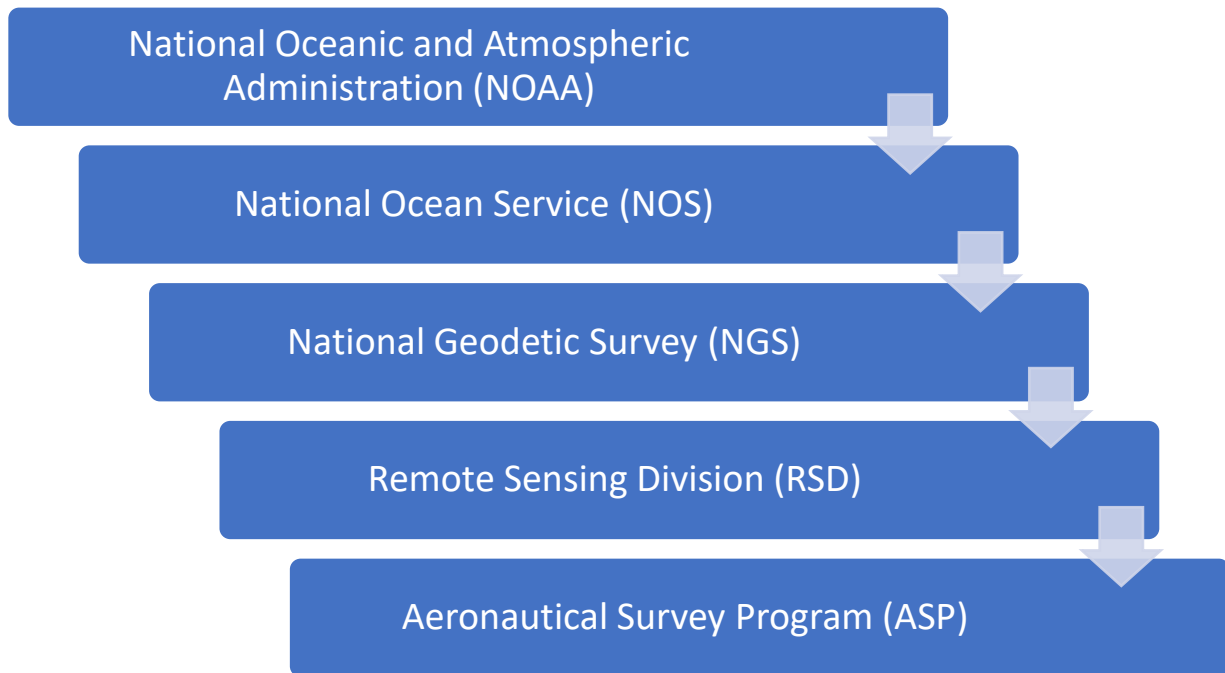 National Oceanic and Atmospheric
Administration (NOAA)
National Ocean Service (NOS)
National Geodetic Survey (NGS)
Remote Sensing Division (RSD)
Aeronautical Survey Program (ASP)